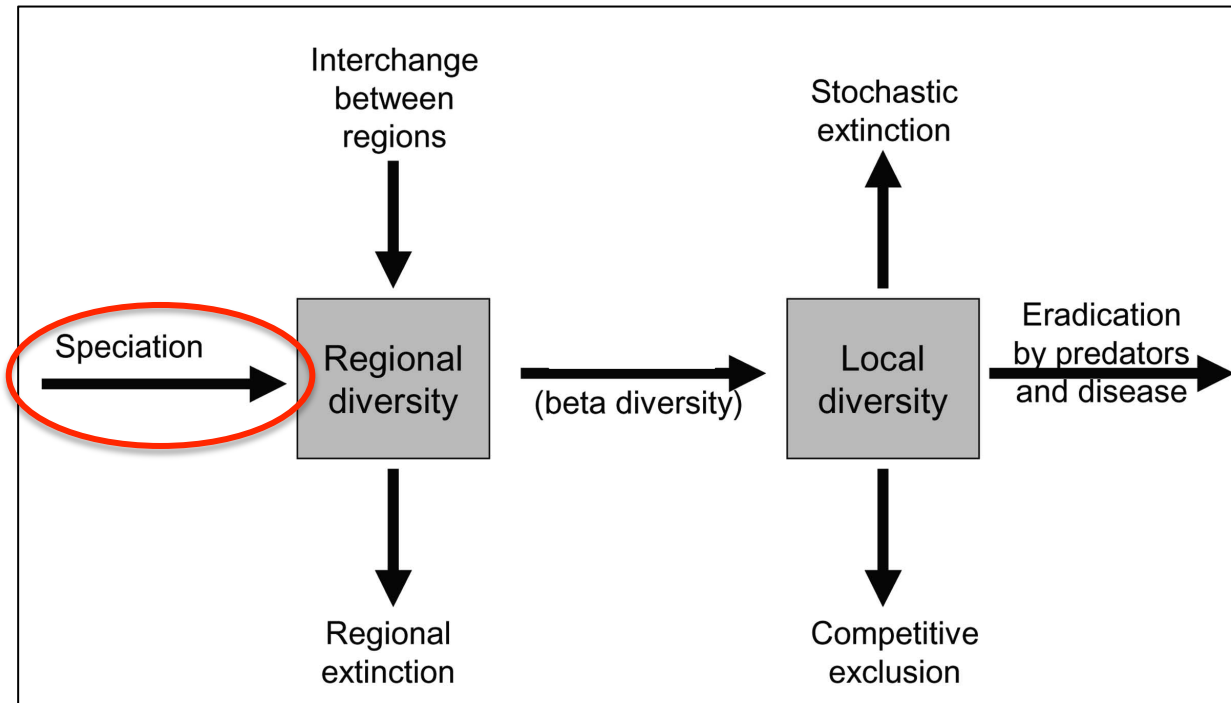 Interchange
between
regions
Stochastic
extinction
Speciation
Regional
diversity
(beta diversity)
Local
diversity
Eradication
by predators
and disease
Regional
extinction
Competitive
exclusion